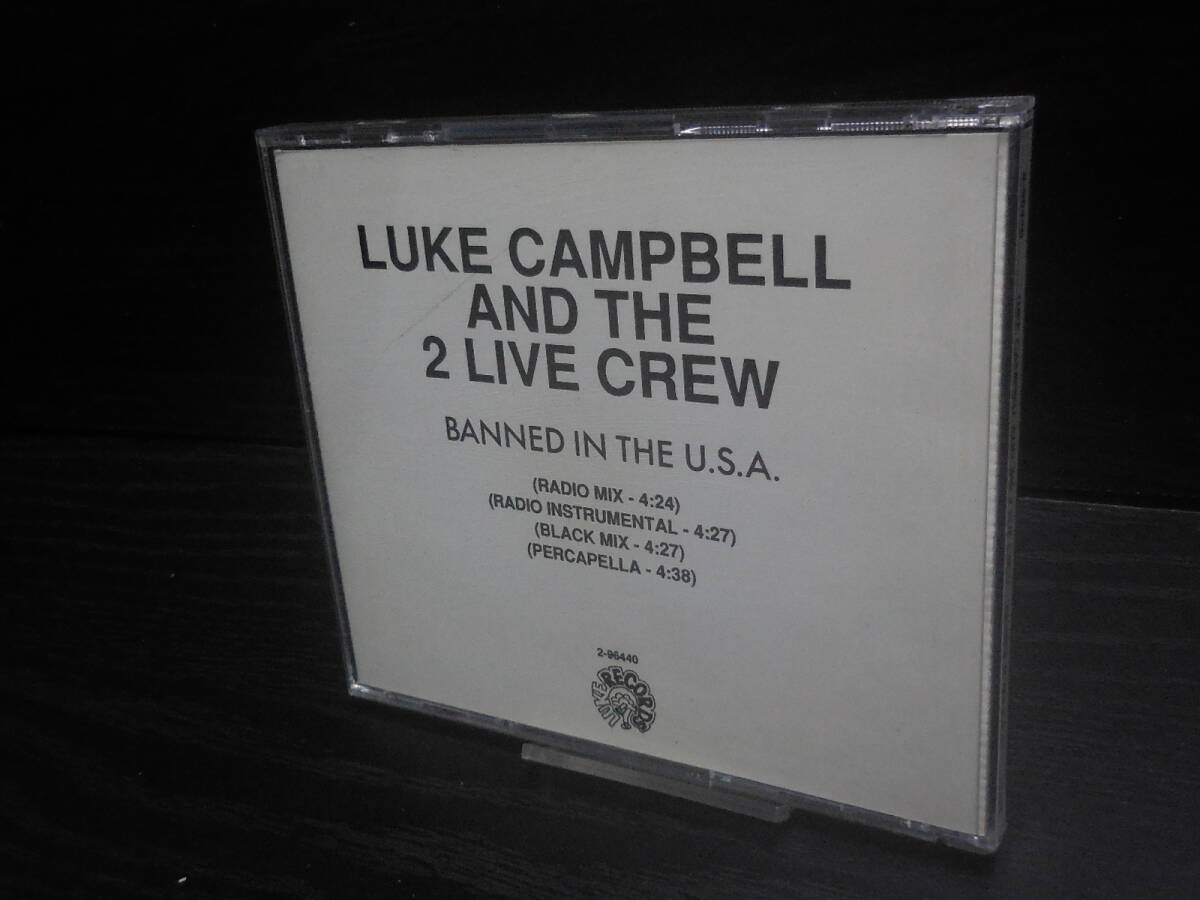 LUKE CAMPBELL
AND THE
2 LIVE CREW
BANNED IN THE U.S.A.
(RADIO MIX - 4:24)
(RADIO INSTRUMENTAL - 4:27)
(BLACK MIX - 4:27)
(PERCAPELLA - 4:38)
2-96440
LUKE RECORDS